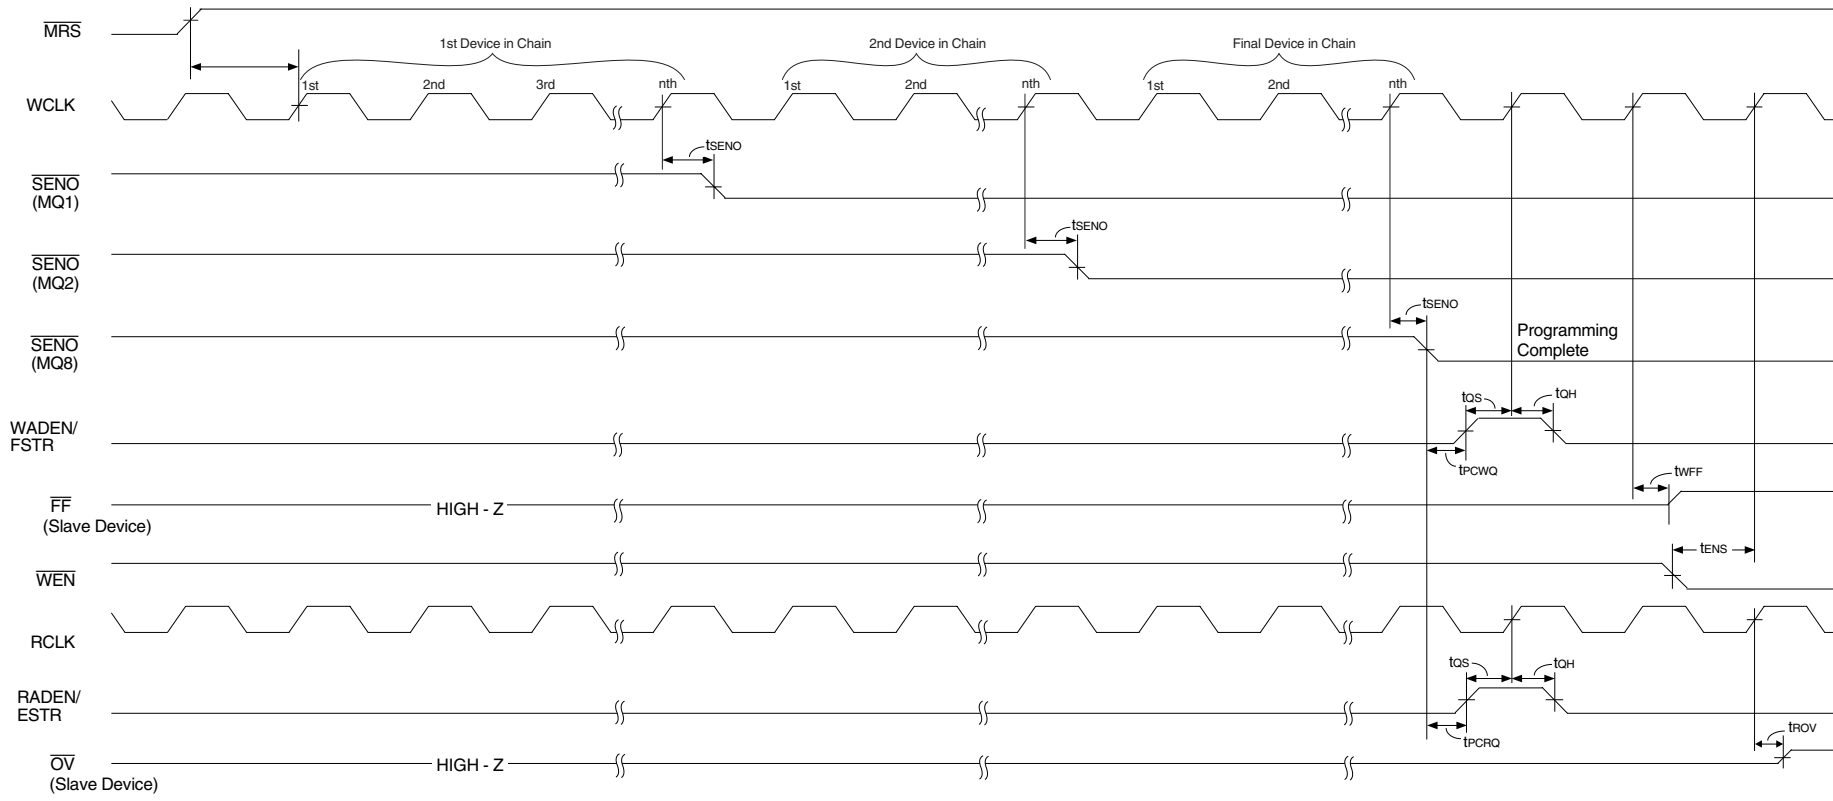 MRS
1st Device in Chain
2nd Device in Chain
Final Device in Chain
WCLK
1st
2nd
3rd
nth
1st
2nd
nth
1st
2nd
nth
tSENO
SENO
(MQ1)
tSENO
SENO
(MQ2)
tSENO
SENO
(MQ8)
Programming
Complete
tQS
tQH
WADEN/
FSTR
tPCWQ
tWFF
FF
(Slave Device)
HIGH - Z
tENS
WEN
RCLK
tQS
tQH
RADEN/
ESTR
tPCRQ
tROV
OV
(Slave Device)
HIGH - Z